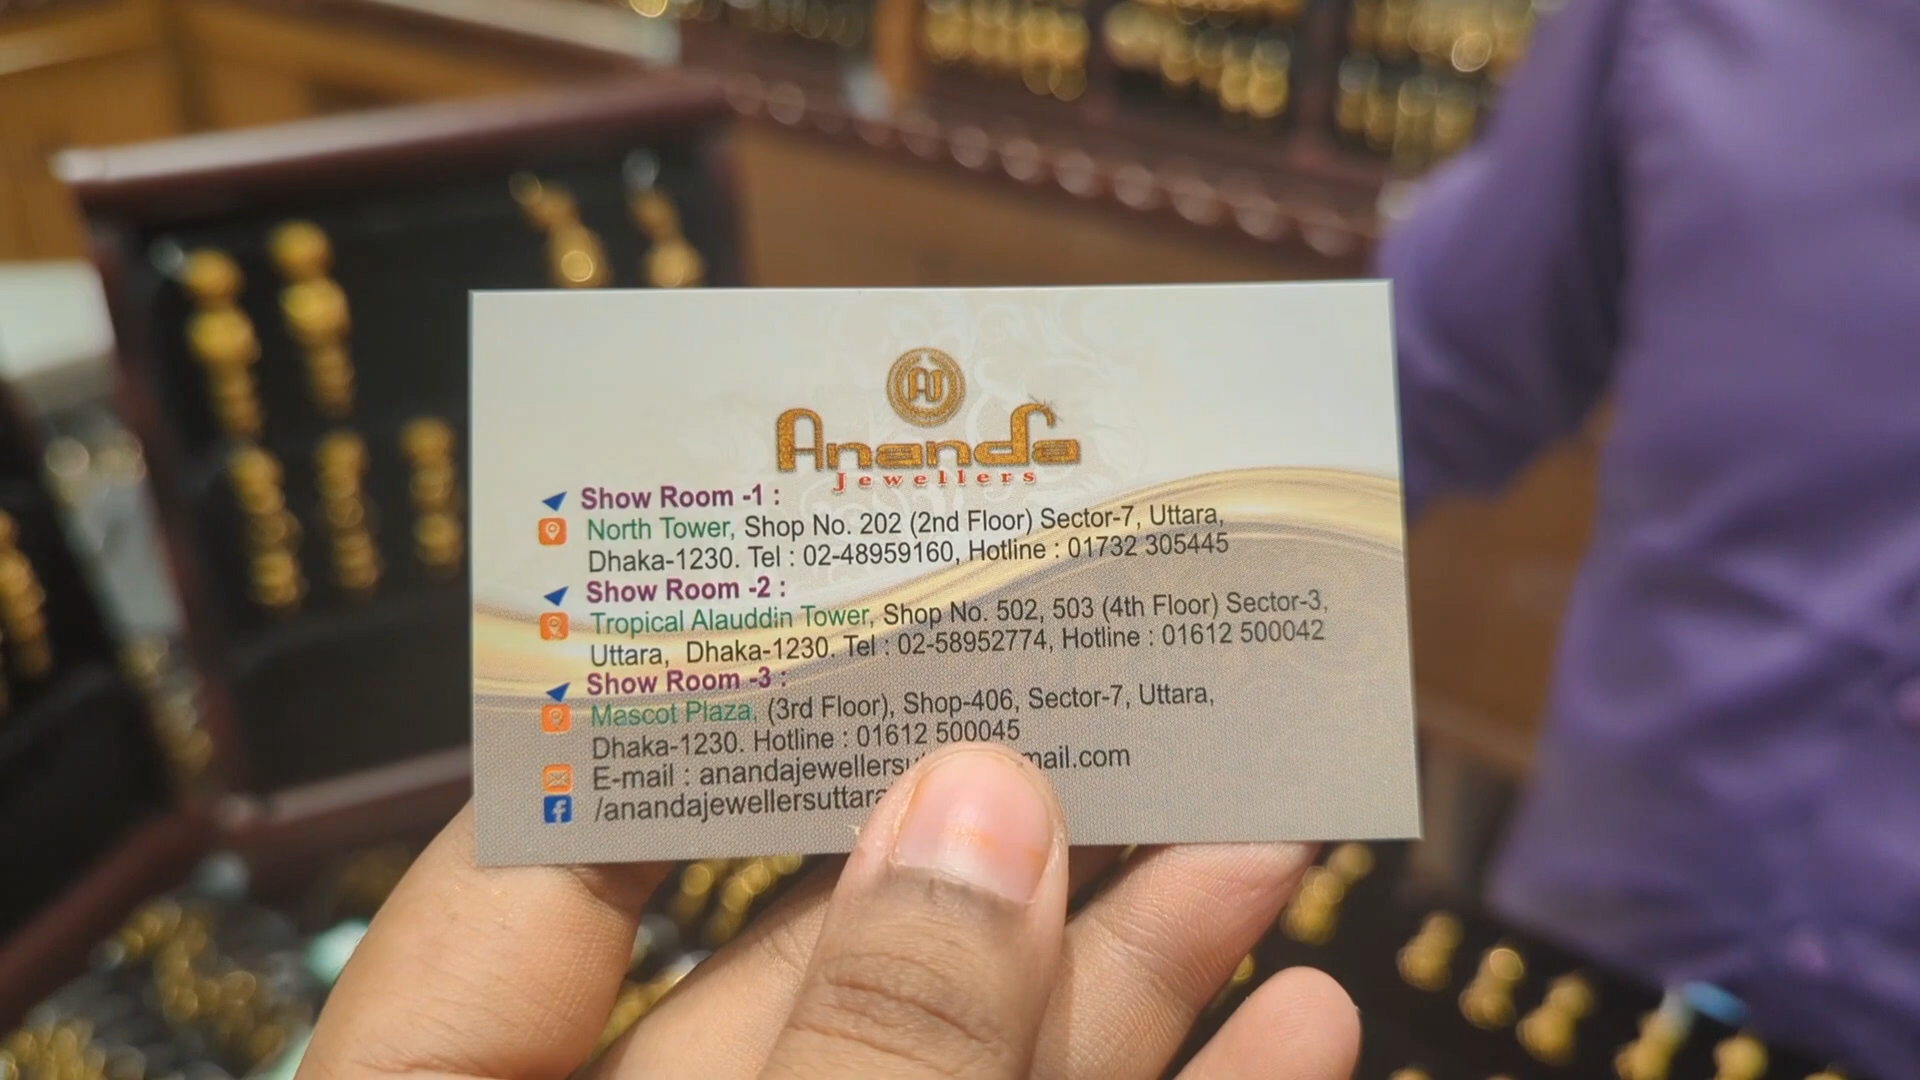 AJ
Ananda
Jewellers
Show Room -1 :
North Tower, Shop No. 202 (2nd Floor) Sector-7, Uttara,
Dhaka-1230. Tel : 02-48959160, Hotline : 01732 305445
Show Room -2 :
Tropical Alauddin Tower, Shop No. 502, 503 (4th Floor) Sector-3,
Uttara, Dhaka-1230. Tel : 02-58952774, Hotline : 01612 500042
Show Room -3 :
Mascot Plaza, (3rd Floor), Shop-406, Sector-7, Uttara,
Dhaka-1230. Hotline : 01612 500045
E-mail :
/anandajewellersuttara